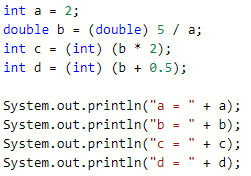 int a = 2;
double b = (double) 5 / a;
int c = (int) (b * 2);
int d = (int) (b + 0.5);
System.out.println("a = " + a);
System.out.println("b = " + b);
System.out.println("c = " + c);
System.out.println("d = " + d);